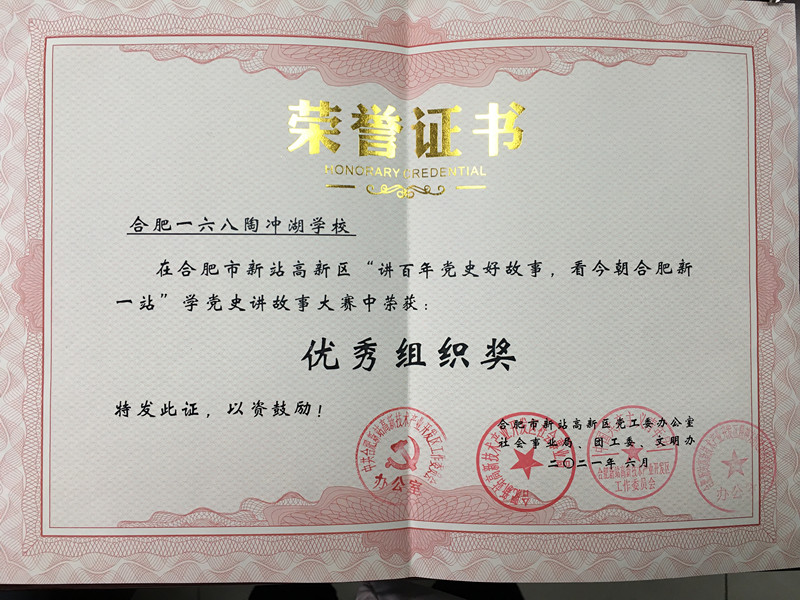 荣誉证书
HONORARY CREDENTIAL
合肥一六八陶冲湖学校
在合肥市新站高新区“讲百年党史好故事，看今朝合肥新
一站”学党史讲故事大赛中荣获：
优秀组织奖
特发此证，以资鼓励！
合肥市新站高新区党工委办公室
社会事业局、团工委、文明办
二〇二一年 六月
办公室
工作委员会
办公室